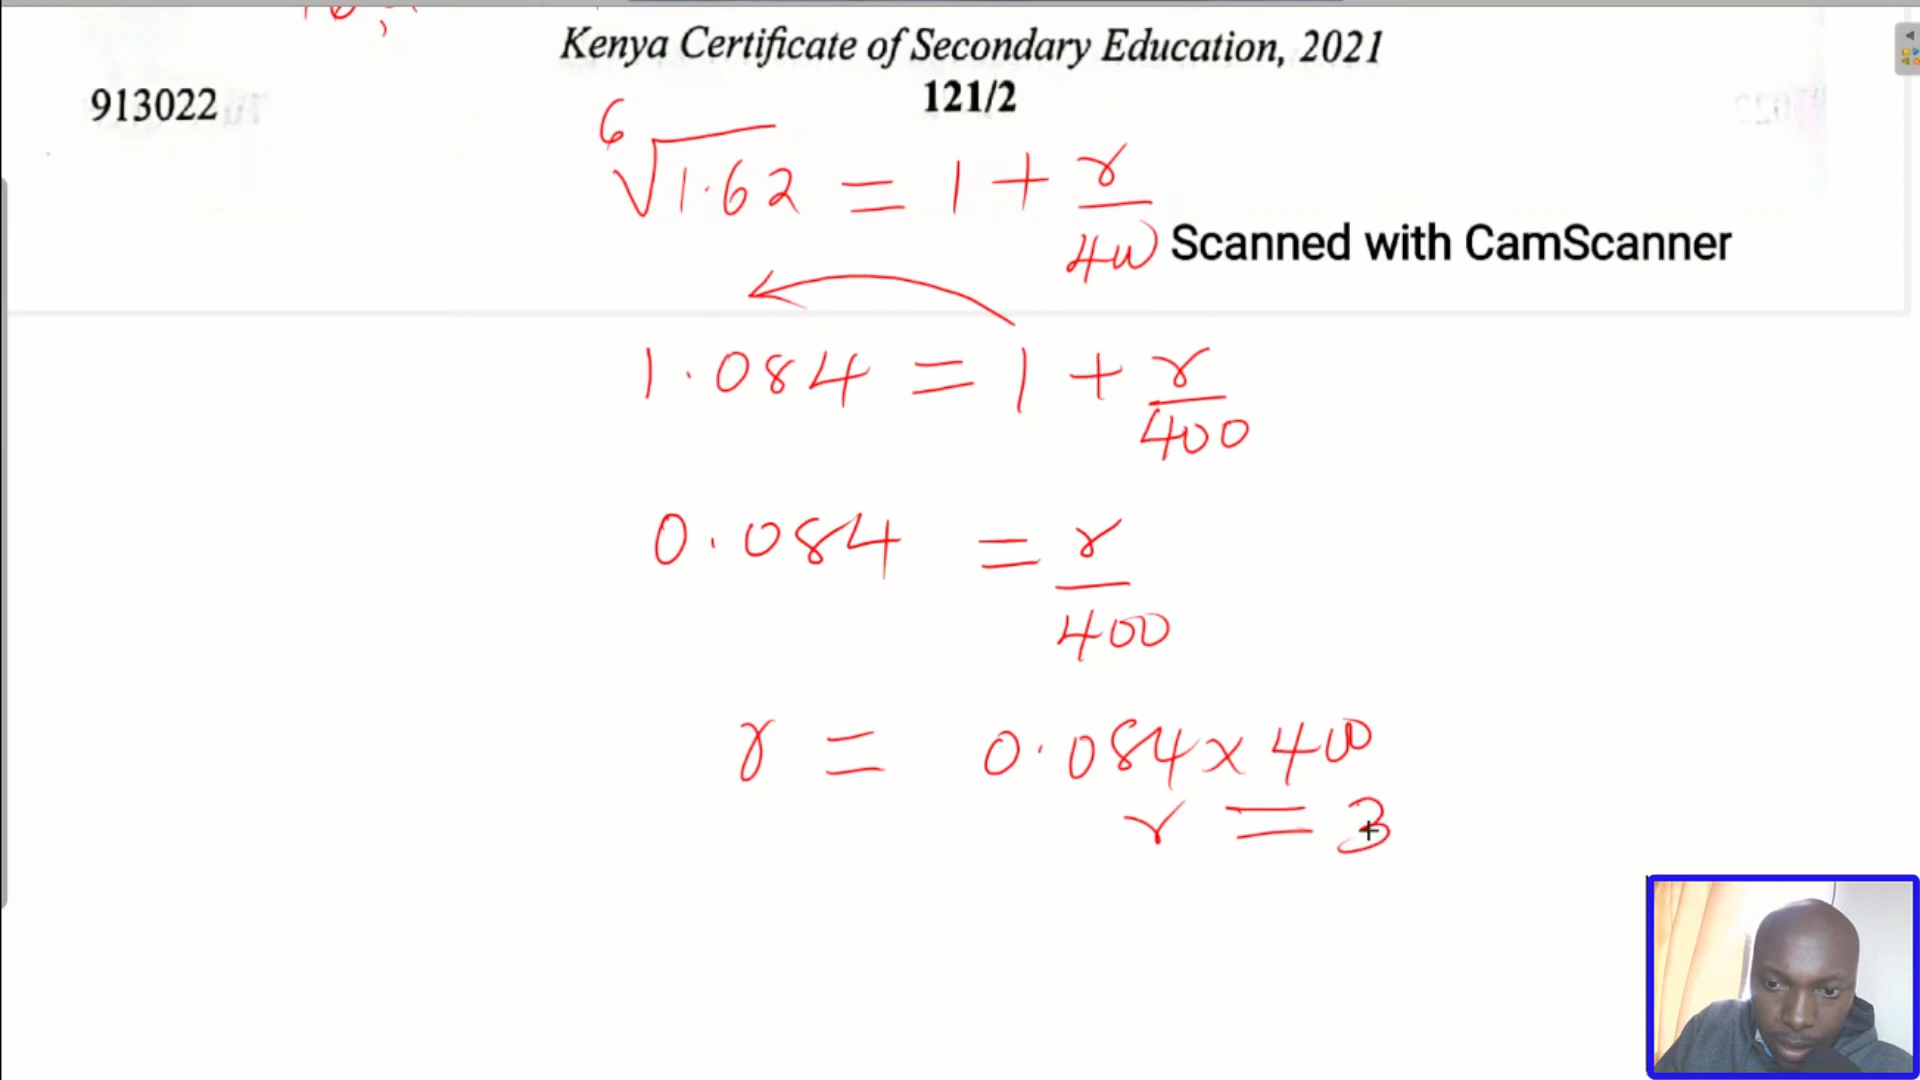 Kenya Certificate of Secondary Education, 2021
913022
121/2
6√1.62 = 1 + r/400
Scanned with CamScanner
1.084 = 1 + r/400
0.084 = r/400
r = 0.084 x 400
r = 3